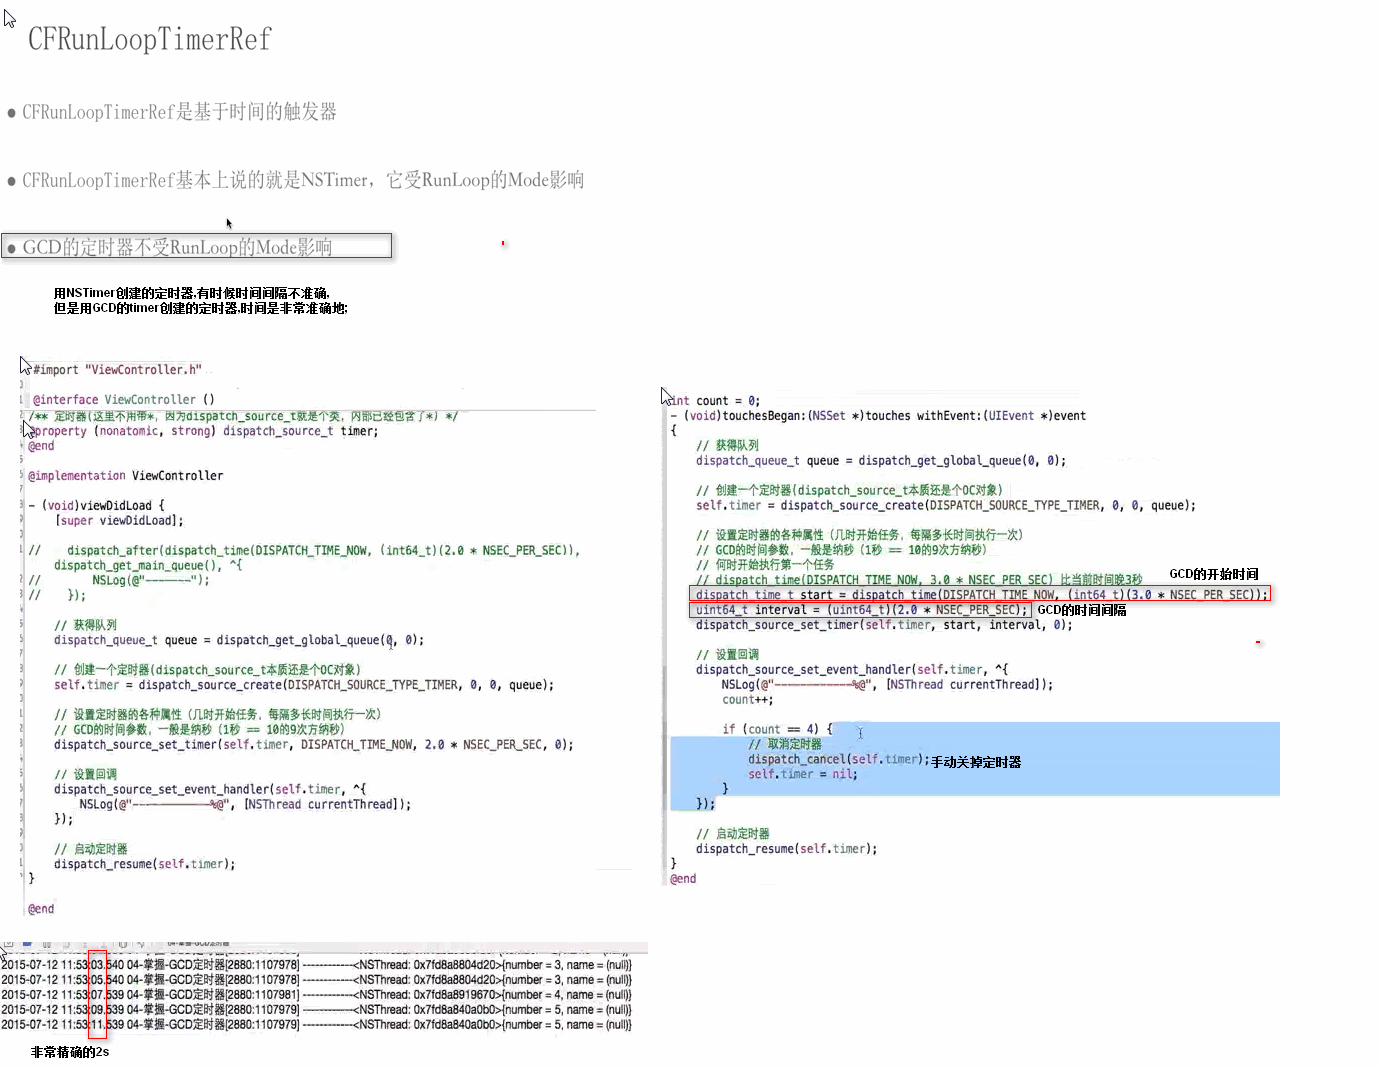 CFRunLoopTimerRef
● CFRunLoopTimerRef是基于时间的触发器
● CFRunLoopTimerRef基本上说的就是NSTimer，它受RunLoop的Mode影响
● GCD的定时器不受RunLoop的Mode影响
用NSTimer创建的定时器,有时候时间间隔不准确,
但是用GCD的timer创建的定时器,时间是非常准确地;
#import "ViewController.h"
@interface ViewController ()
/** 定时器(这里不用带*，因为dispatch_source_t就是个类，内部已经包含了*) */
@property (nonatomic, strong) dispatch_source_t timer;
@end
@implementation ViewController
- (void)viewDidLoad {
[super viewDidLoad];
// dispatch_after(dispatch_time(DISPATCH_TIME_NOW, (int64_t)(2.0 * NSEC_PER_SEC)),
dispatch_get_main_queue(), ^{
// NSLog(@"-------");
// });
// 获得队列
dispatch_queue_t queue = dispatch_get_global_queue(0, 0);
// 创建一个定时器(dispatch_source_t本质还是个OC对象)
self.timer = dispatch_source_create(DISPATCH_SOURCE_TYPE_TIMER, 0, 0, queue);
// 设置定时器的各种属性（几时开始任务，每隔多长时间执行一次）
// GCD的时间参数，一般是纳秒（1秒 == 10的9次方纳秒）
dispatch_source_set_timer(self.timer, DISPATCH_TIME_NOW, 2.0 * NSEC_PER_SEC, 0);
// 设置回调
dispatch_source_set_event_handler(self.timer, ^{
NSLog(@"------------%@", [NSThread currentThread]);
});
// 启动定时器
dispatch_resume(self.timer);
}
@end
int count = 0;
- (void)touchesBegan:(NSSet *)touches withEvent:(UIEvent *)event
{
// 获得队列
dispatch_queue_t queue = dispatch_get_global_queue(0, 0);
// 创建一个定时器(dispatch_source_t本质还是个OC对象)
self.timer = dispatch_source_create(DISPATCH_SOURCE_TYPE_TIMER, 0, 0, queue);
// 设置定时器的各种属性（几时开始任务，每隔多长时间执行一次）
// GCD的时间参数，一般是纳秒（1秒 == 10的9次方纳秒）
// 何时开始执行第一个任务
// dispatch_time(DISPATCH_TIME_NOW, 3.0 * NSEC_PER_SEC) 比当前时间晚3秒
GCD的开始时间
dispatch_time_t start = dispatch_time(DISPATCH_TIME_NOW, (int64_t)(3.0 * NSEC_PER_SEC));
uint64_t interval = (uint64_t)(2.0 * NSEC_PER_SEC); GCD的时间间隔
dispatch_source_set_timer(self.timer, start, interval, 0);
// 设置回调
dispatch_source_set_event_handler(self.timer, ^{
NSLog(@"------------%@", [NSThread currentThread]);
count++;
if (count == 4) {
// 取消定时器
dispatch_cancel(self.timer); 手动关掉定时器
self.timer = nil;
}
});
// 启动定时器
dispatch_resume(self.timer);
}
@end
2015-07-12 11:53:03.540 04-掌握-GCD定时器[2880:1107978] ------------<NSThread: 0x7fd8a8804d20>{number = 3, name = (null)}
2015-07-12 11:53:05.540 04-掌握-GCD定时器[2880:1107978] ------------<NSThread: 0x7fd8a8804d20>{number = 3, name = (null)}
2015-07-12 11:53:07.539 04-掌握-GCD定时器[2880:1107981] ------------<NSThread: 0x7fd8a8919670>{number = 4, name = (null)}
2015-07-12 11:53:09.539 04-掌握-GCD定时器[2880:1107979] ------------<NSThread: 0x7fd8a840a0b0>{number = 5, name = (null)}
2015-07-12 11:53:11.539 04-掌握-GCD定时器[2880:1107979] ------------<NSThread: 0x7fd8a840a0b0>{number = 5, name = (null)}
非常精确的2s